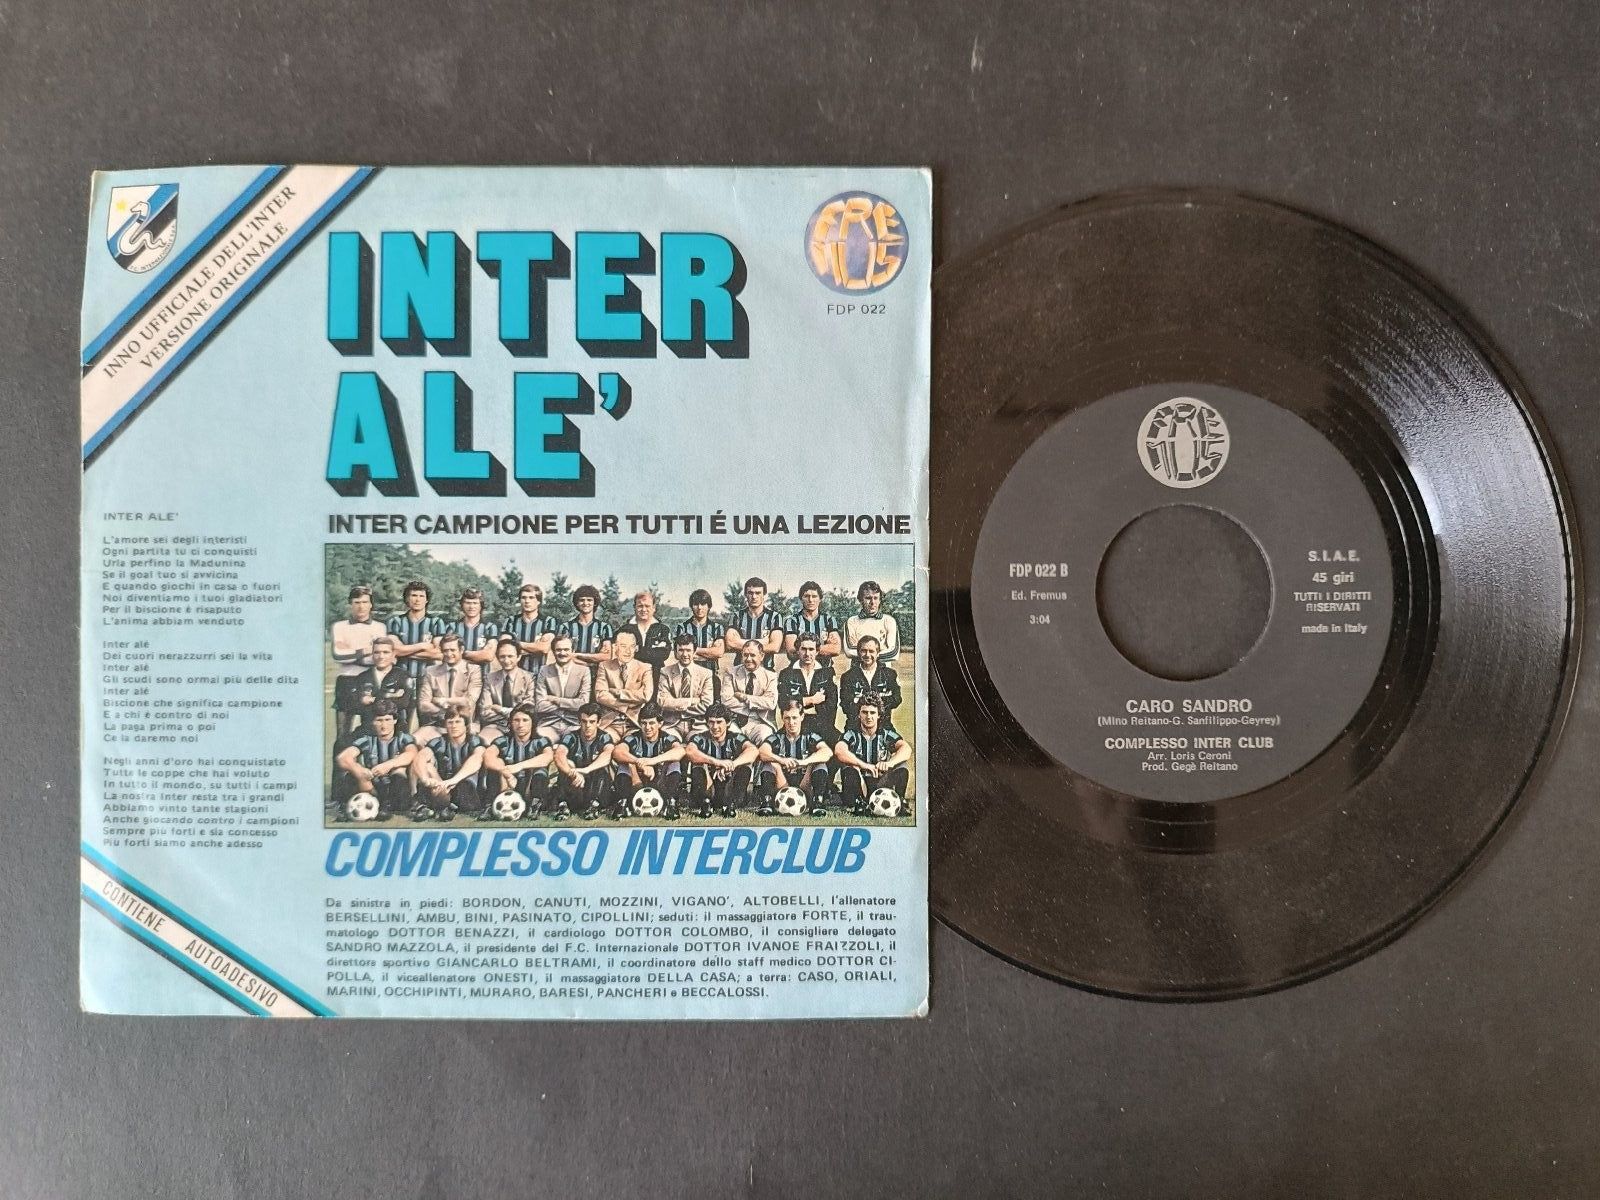 INNO UFFICIALE DELL'INTER
VERSIONE ORIGINALE
INTER
ALE'
FREMUS
FDP 022
INTER CAMPIONE PER TUTTI É UNA LEZIONE
INTER ALE'
L'amore sei degli interisti
Ogni partita tu ci conquisti
Urla perfino la Madunina
Se il goal tuo si avvicina
E quando giochi in casa o fuori
Noi diventiamo i tuoi gladiatori
Per il biscione è risaputo
L'anima abbiam venduto
Inter alé
Dei cuori nerazzurri sei la vita
Inter alé
Gli scudi sono ormai più delle dita
Inter alé
Biscione che significa campione
E a chi è contro di noi
La paga prima o poi
Ce la daremo noi
Negli anni d'oro hai conquistato
Tutte le coppe che hai voluto
In tutto il mondo, su tutti i campi
La nostra Inter resta tra i grandi
Abbiamo vinto tante stagioni
Anche giocando contro i campioni
Sempre più forti e sia concesso
Più forti siamo anche adesso
CONTIENE AUTOADESIVO
COMPLESSO INTERCLUB
Da sinistra in piedi: BORDON, CANUTI, MOZZINI, VIGANO', ALTOBELLI, l'allenatore
BERSELLINI, AMBU, BINI, PASINATO, CIPOLLINI; seduti: il massaggiatore FORTE, il trau-
matologo DOTTOR BENAZZI, il cardiologo DOTTOR COLOMBO, il consigliere delegato
SANDRO MAZZOLA, il presidente del F.C. Internazionale DOTTOR IVANOE FRAIZZOLI, il
direttore sportivo GIANCARLO BELTRAMI, il coordinatore dello staff medico DOTTOR CI-
POLLA, il viceallenatore ONESTI, il massaggiatore DELLA CASA; a terra: CASO, ORIALI,
MARINI, OCCHIPINTI, MURARO, BARESI, PANCHERI e BECCALOSSI.
FREMUS
FDP 022 B
Ed. Fremus
3:04
S.I.A.E.
45 giri
TUTTI I DIRITTI
RISERVATI
made in Italy
CARO SANDRO
(Mino Reitano-G. Sanfilippo-Geyrey)
COMPLESSO INTER CLUB
Arr. Loris Ceroni
Prod. Gegè Reitano